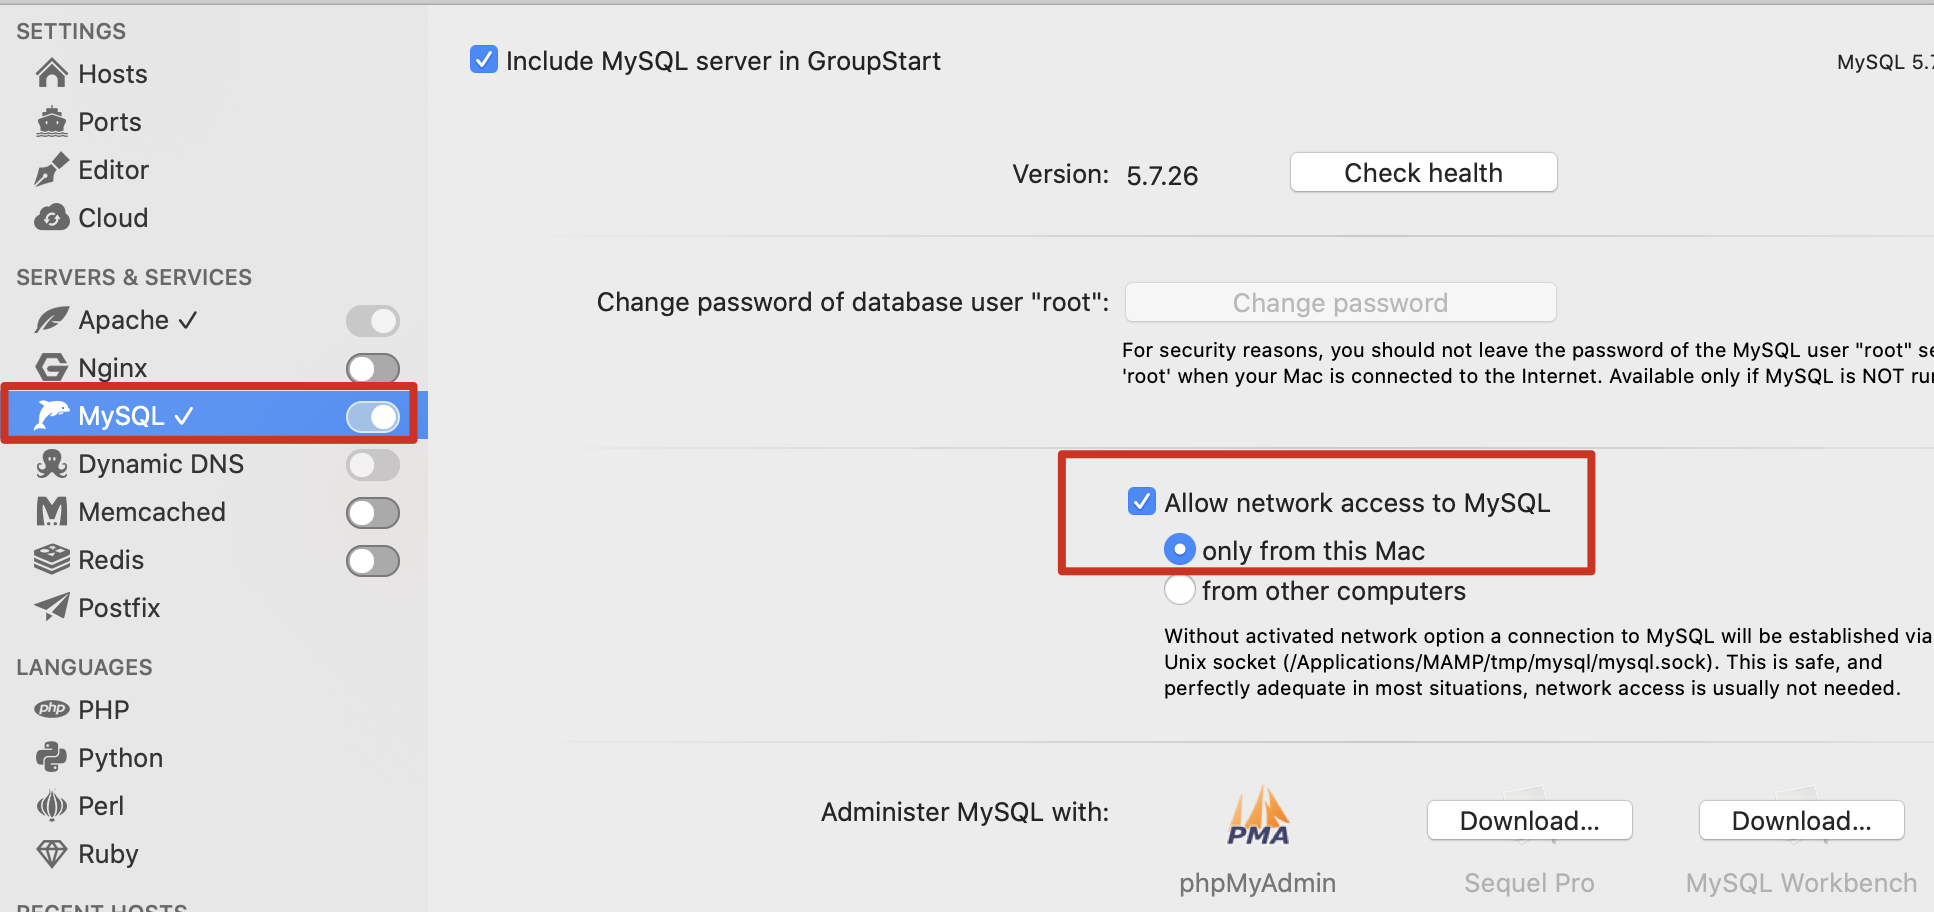 SETTINGS
Hosts
Ports
Editor
Cloud
SERVERS & SERVICES
Apache ✓
Nginx
MySQL ✓
Dynamic DNS
Memcached
Redis
Postfix
LANGUAGES
php PHP
Python
Perl
Ruby
RECENT HOSTS
Include MySQL server in GroupStart
MySQL 5.7
Version: 5.7.26
Check health
Change password of database user "root":
Change password
For security reasons, you should not leave the password of the MySQL user "root" se
'root' when your Mac is connected to the Internet. Available only if MySQL is NOT ru
Allow network access to MySQL
only from this Mac
from other computers
Without activated network option a connection to MySQL will be established via
Unix socket (/Applications/MAMP/tmp/mysql/mysql.sock). This is safe, and
perfectly adequate in most situations, network access is usually not needed.
Administer MySQL with:
PMA
phpMyAdmin
Download...
Sequel Pro
Download...
MySQL Workbench